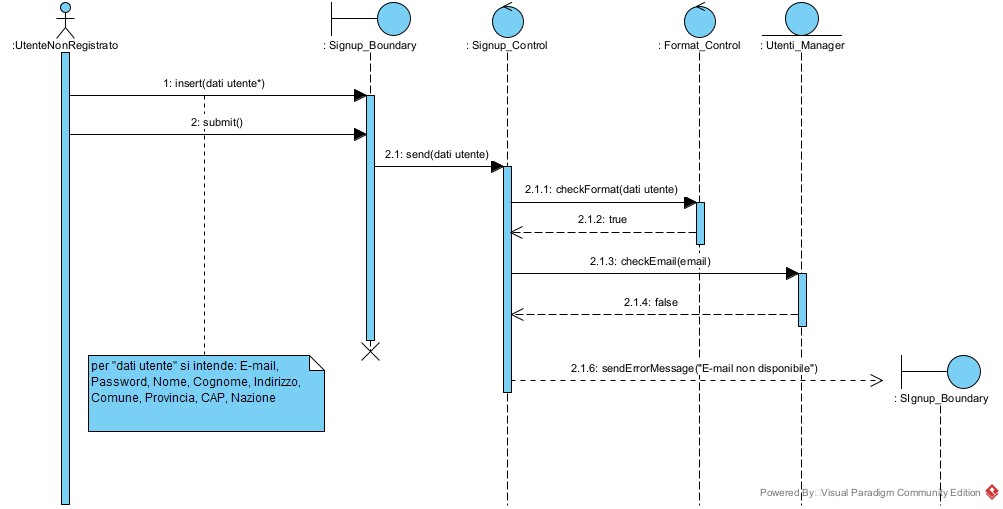 :UtenteNonRegistrato
: Signup_Boundary
: Signup_Control
: Format_Control
: Utenti_Manager
1: insert(dati utente*)
2: submit()
2.1: send(dati utente)
2.1.1: checkFormat(dati utente)
2.1.2: true
2.1.3: checkEmail(email)
2.1.4: false
per "dati utente" si intende: E-mail,
Password, Nome, Cognome, Indirizzo,
Comune, Provincia, CAP, Nazione
2.1.6: sendErrorMessage("E-mail non disponibile")
: SIgnup_Boundary
Powered By Visual Paradigm Community Edition